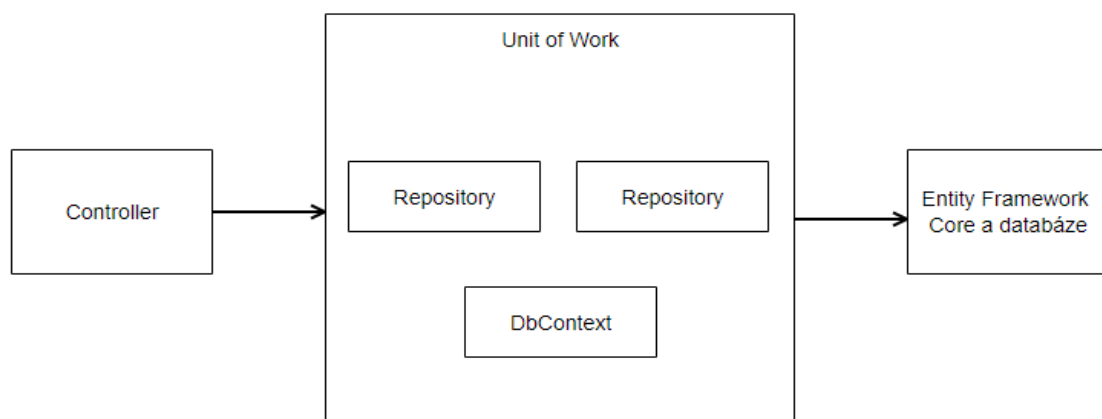 Unit of Work
Controller
Repository
Repository
DbContext
Entity Framework
Core a databáze